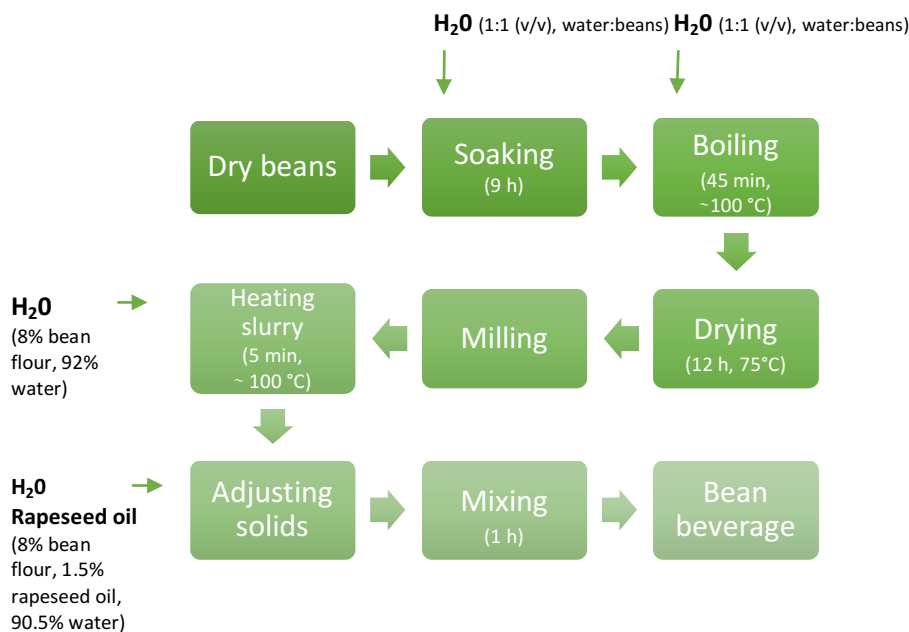 H₂0 (1:1 (v/v), water:beans)
H₂0 (1:1 (v/v), water:beans)
Dry beans
Soaking
(9 h)
Boiling
(45 min,
~100 °C)
H₂0
(8% bean
flour, 92%
water)
Heating
slurry
(5 min,
~ 100 °C)
Milling
Drying
(12 h, 75°C)
H₂0
Rapeseed oil
(8% bean
flour, 1.5%
rapeseed oil,
90.5% water)
Adjusting
solids
Mixing
(1 h)
Bean
beverage